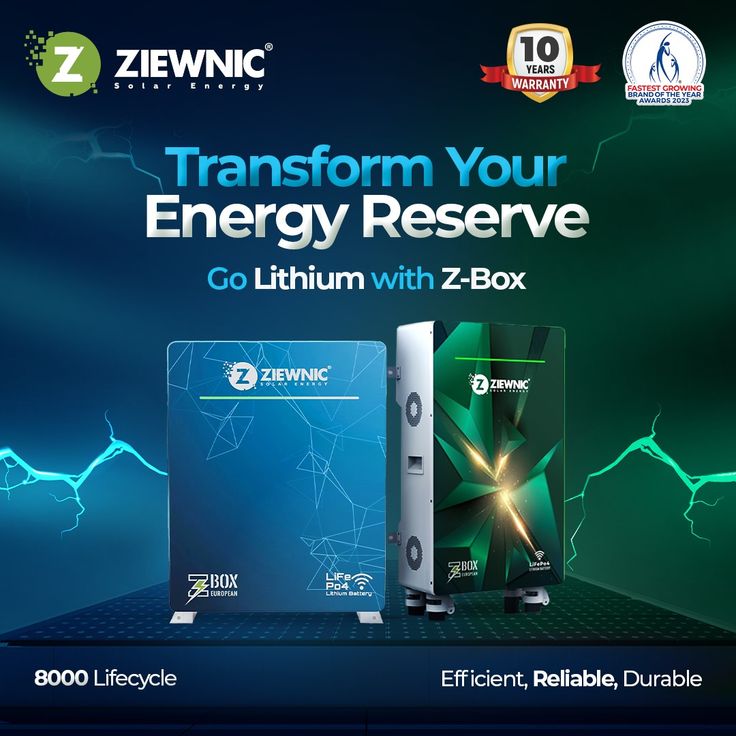 Z ZIEWNIC®
Solar Energy
10
YEARS
WARRANTY
FASTEST GROWING
BRAND OF THE YEAR
AWARDS 2023
Transform Your
Energy Reserve
Go Lithium with Z-Box
Z ZIEWNIC®
SOLAR ENERGY
Z BOX
EUROPEAN
LiFe
Po4
Lithium Battery
Z ZIEWNIC®
SOLAR ENERGY
Z BOX
EUROPEAN
LiFePo4
LITHIUM BATTERY
8000 Lifecycle
Efficient, Reliable, Durable